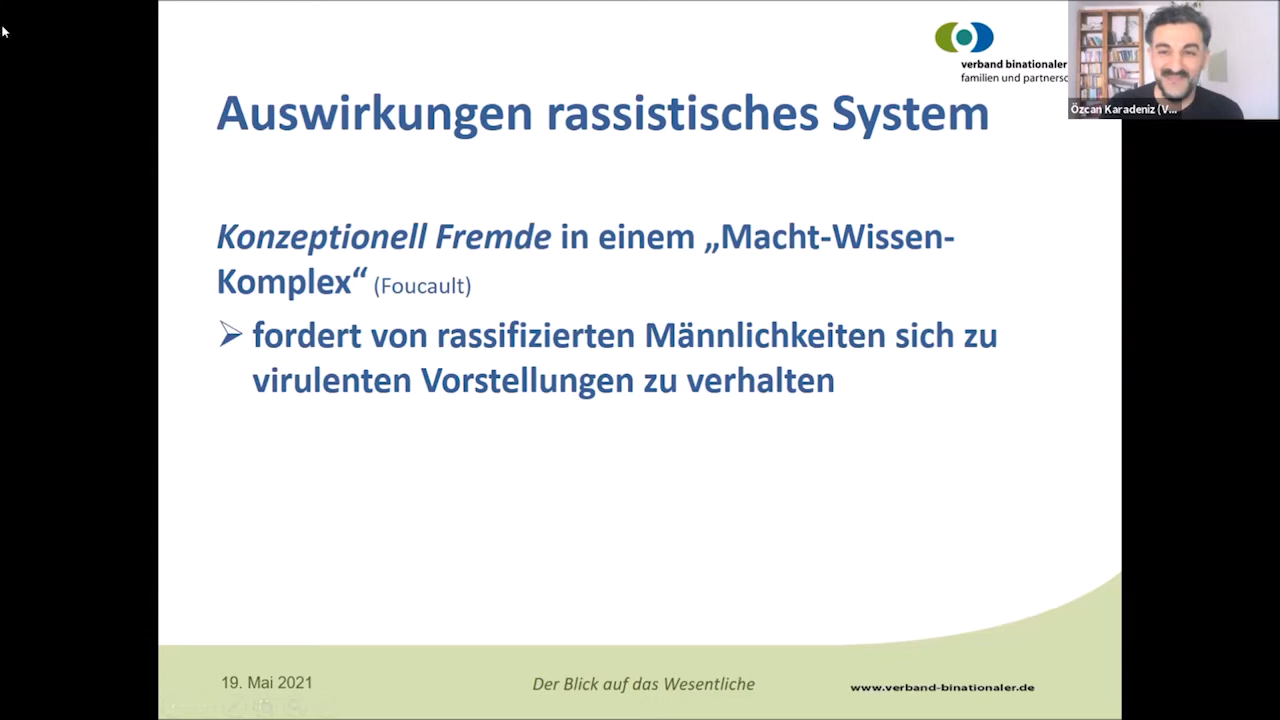 verband binationaler
familien und partnersc
Özcan Karadeniz (V...
Auswirkungen rassistisches System
Konzeptionell Fremde in einem „Macht-Wissen-
Komplex“ (Foucault)
fordert von rassifizierten Männlichkeiten sich zu
virulenten Vorstellungen zu verhalten
19. Mai 2021
Der Blick auf das Wesentliche
www.verband-binationaler.de